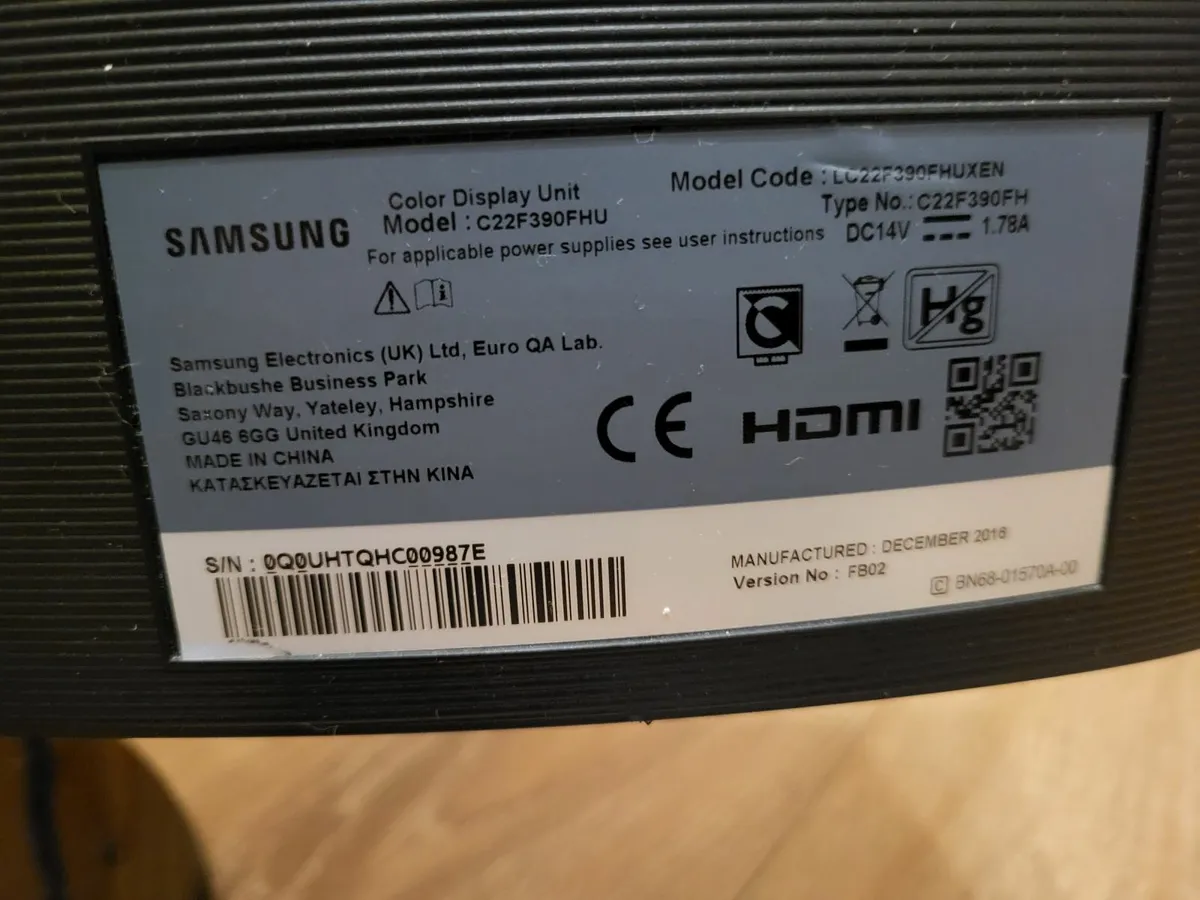 SAMSUNG
Color Display Unit
Model : C22F390FHU
For applicable power supplies see user instructions
Model Code : LC22F390FHUXEN
Type No.: C22F390FH
DC14V 1.78A
Samsung Electronics (UK) Ltd, Euro QA Lab.
Blackbushe Business Park
Saxony Way, Yateley, Hampshire
GU46 6GG United Kingdom
MADE IN CHINA
ΚΑΤΑΣΚΕΥΑΖΕΤΑΙ ΣΤΗΝ ΚΙΝΑ
Hg
CE
HDMI
S/N : 0Q0UHTQHC00987E
MANUFACTURED : DECEMBER 2016
Version No : FB02
C BN68-01570A-00